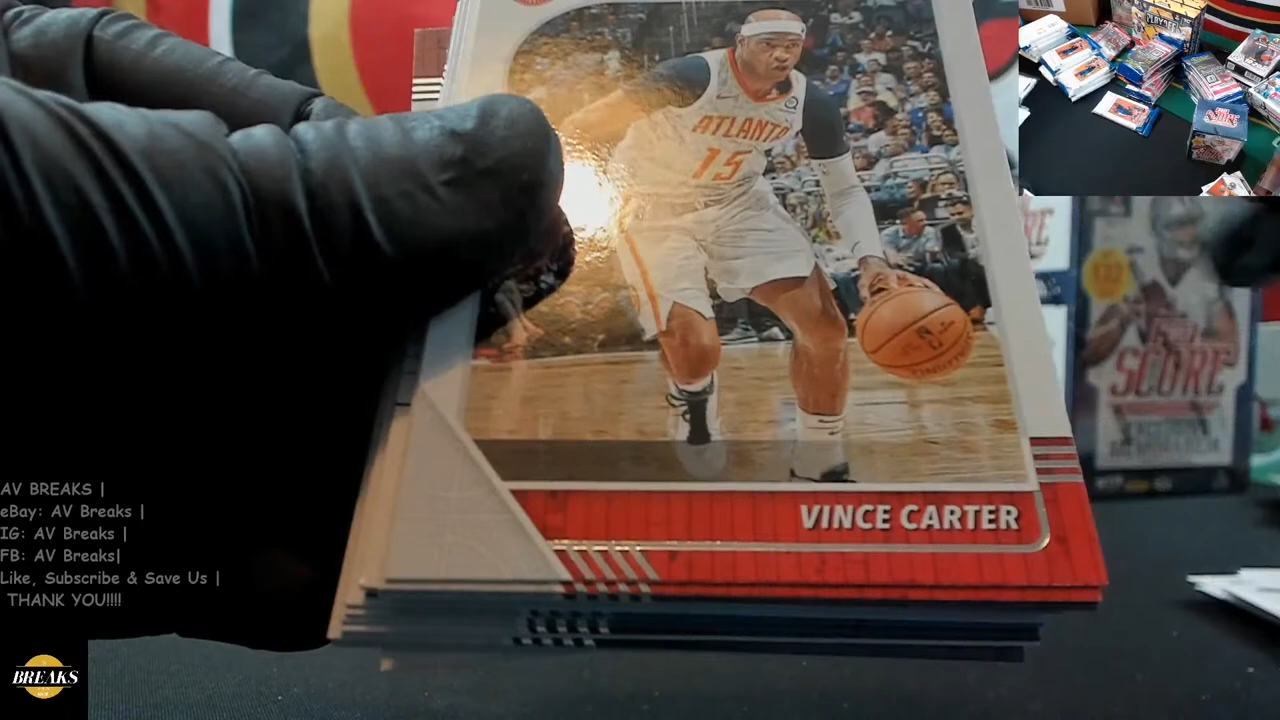 ATLANTA
15
VINCE CARTER
SCORE
AV BREAKS |
eBay: AV Breaks |
IG: AV Breaks |
FB: AV Breaks|
Like, Subscribe & Save Us |
THANK YOU!!!!
BREAKS